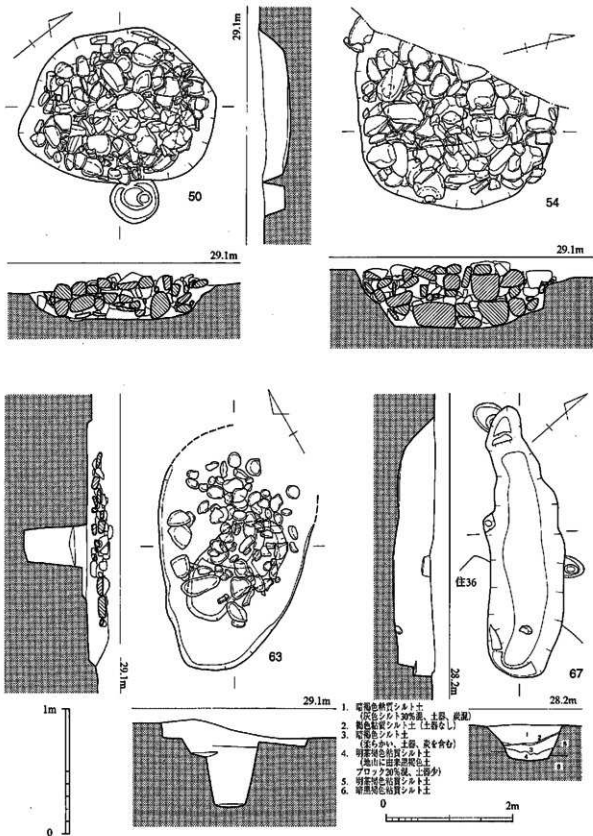 29.1m
50
29.1m
29.1m
54
29.1m
63
29.1m
29.1m
住36
28.2m
67
28.2m
1. 暗褐色粘質シルト土
(灰色シルト30%混、土器、炭混)
2. 褐色粘質シルト土(土器なし)
3. 暗褐色シルト土
(柔らかい、土器、炭を含む)
4. 明茶褐色粘質シルト土
(地山に由来黒褐色土
ブロック20%混、土器少)
5. 明茶褐色粘質シルト土
6. 暗黒褐色粘質シルト土
1m
0
0
2m